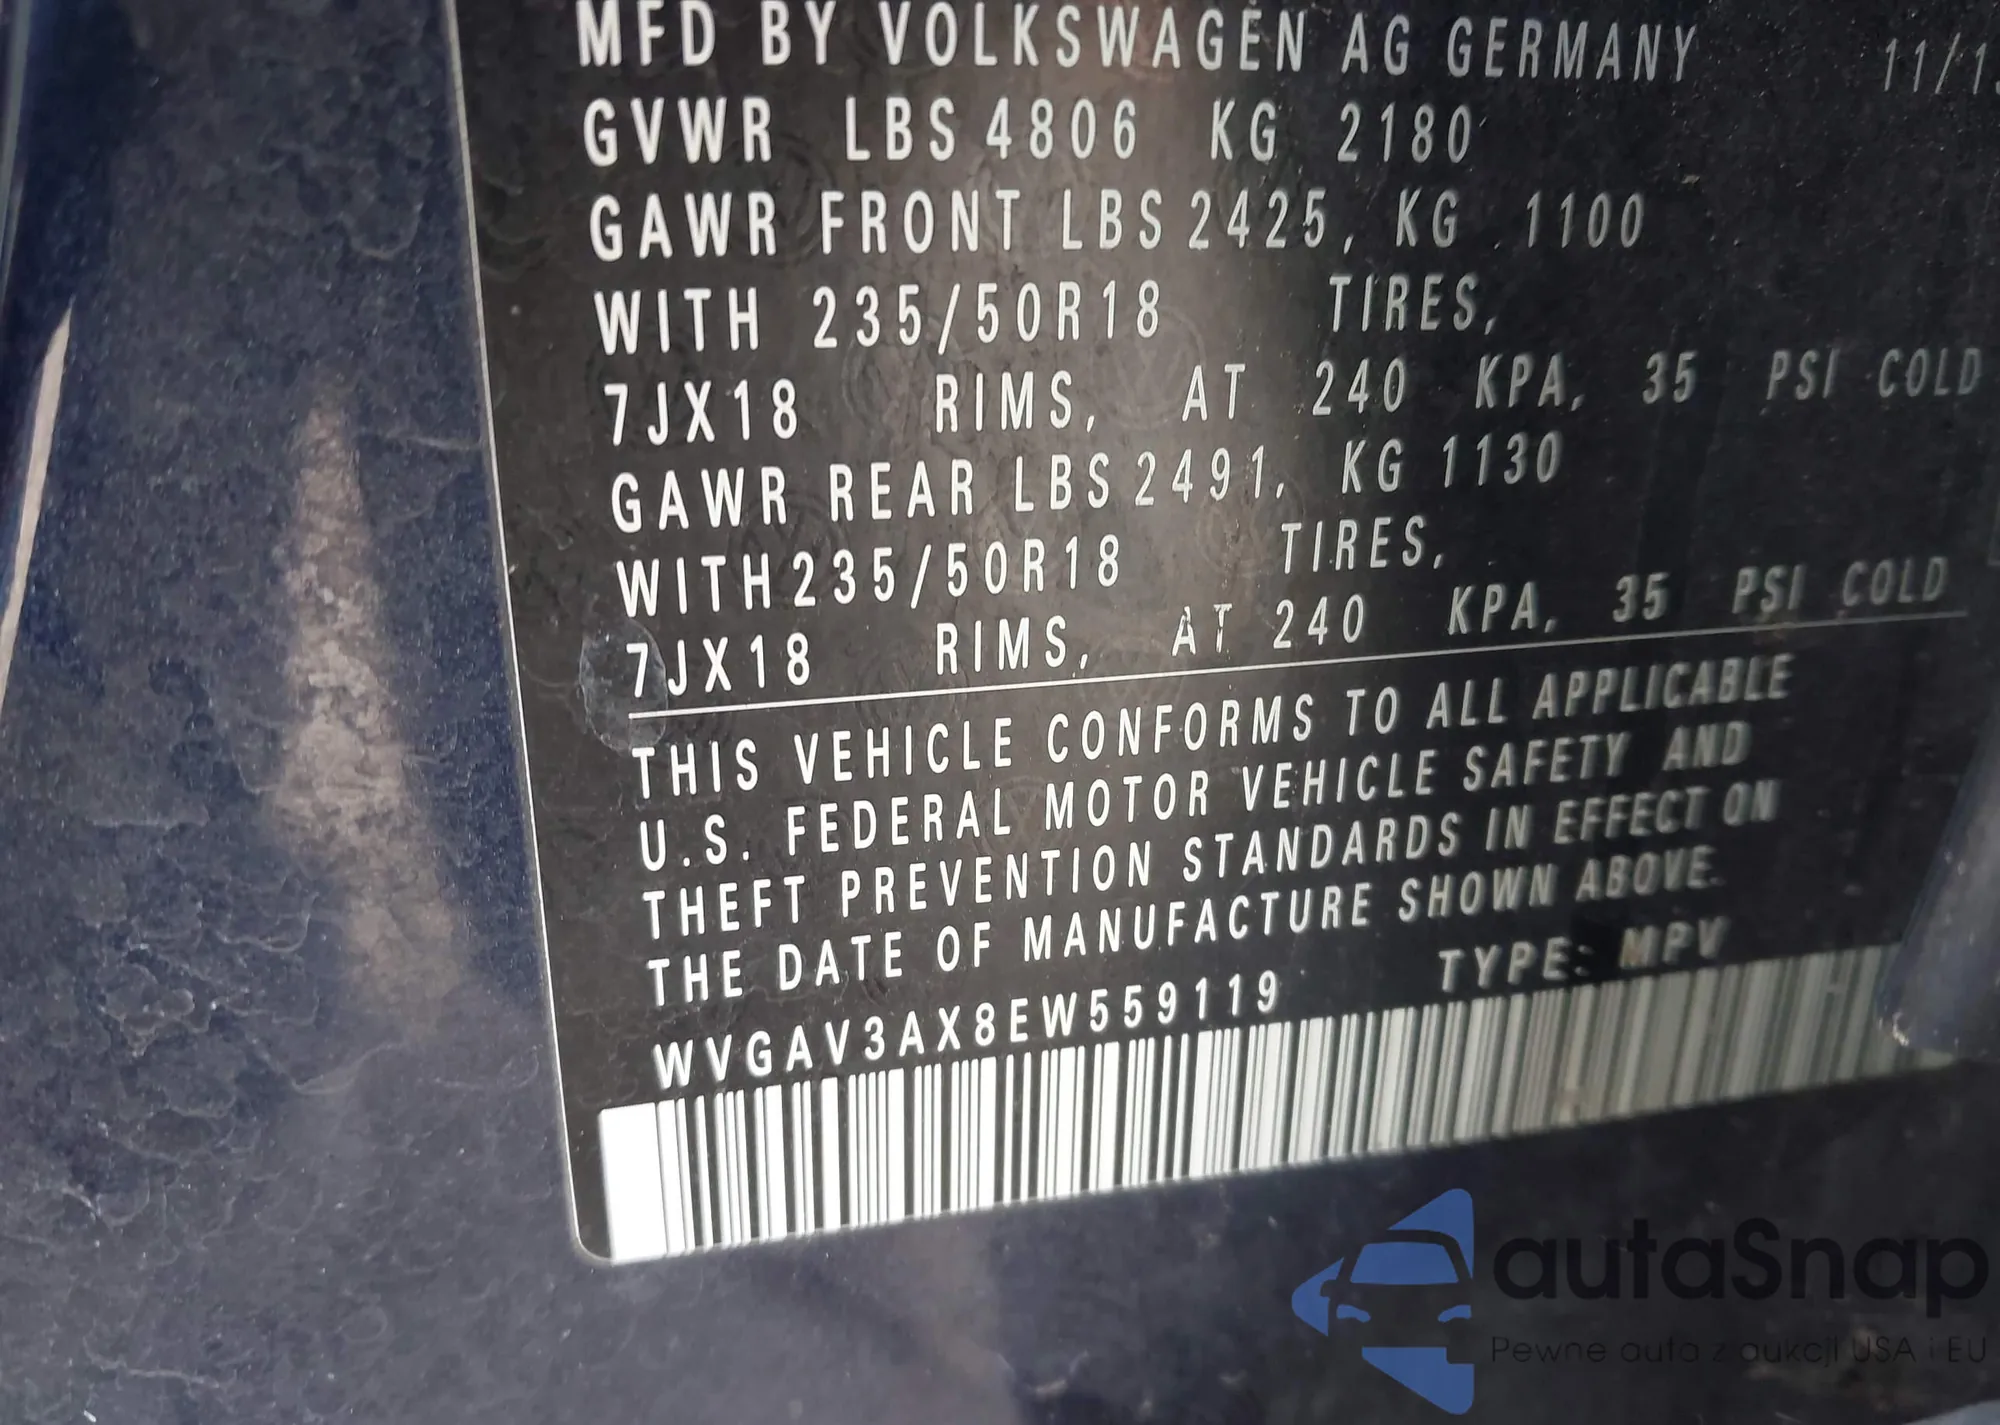 MFD BY VOLKSWAGEN AG GERMANY 11/1
GVWR LBS 4806 KG 2180
GAWR FRONT LBS 2425, KG 1100
WITH 235/50R18 TIRES,
7JX18 RIMS, AT 240 KPA, 35 PSI COLD
GAWR REAR LBS 2491, KG 1130
WITH 235/50R18 TIRES,
7JX18 RIMS, AT 240 KPA, 35 PSI COLD
THIS VEHICLE CONFORMS TO ALL APPLICABLE
U.S. FEDERAL MOTOR VEHICLE SAFETY AND
THEFT PREVENTION STANDARDS IN EFFECT ON
THE DATE OF MANUFACTURE SHOWN ABOVE.
WVGAV3AX8EW559119 TYPE: MPV
autaSnap
Pewne auta z aukcji USA i EU